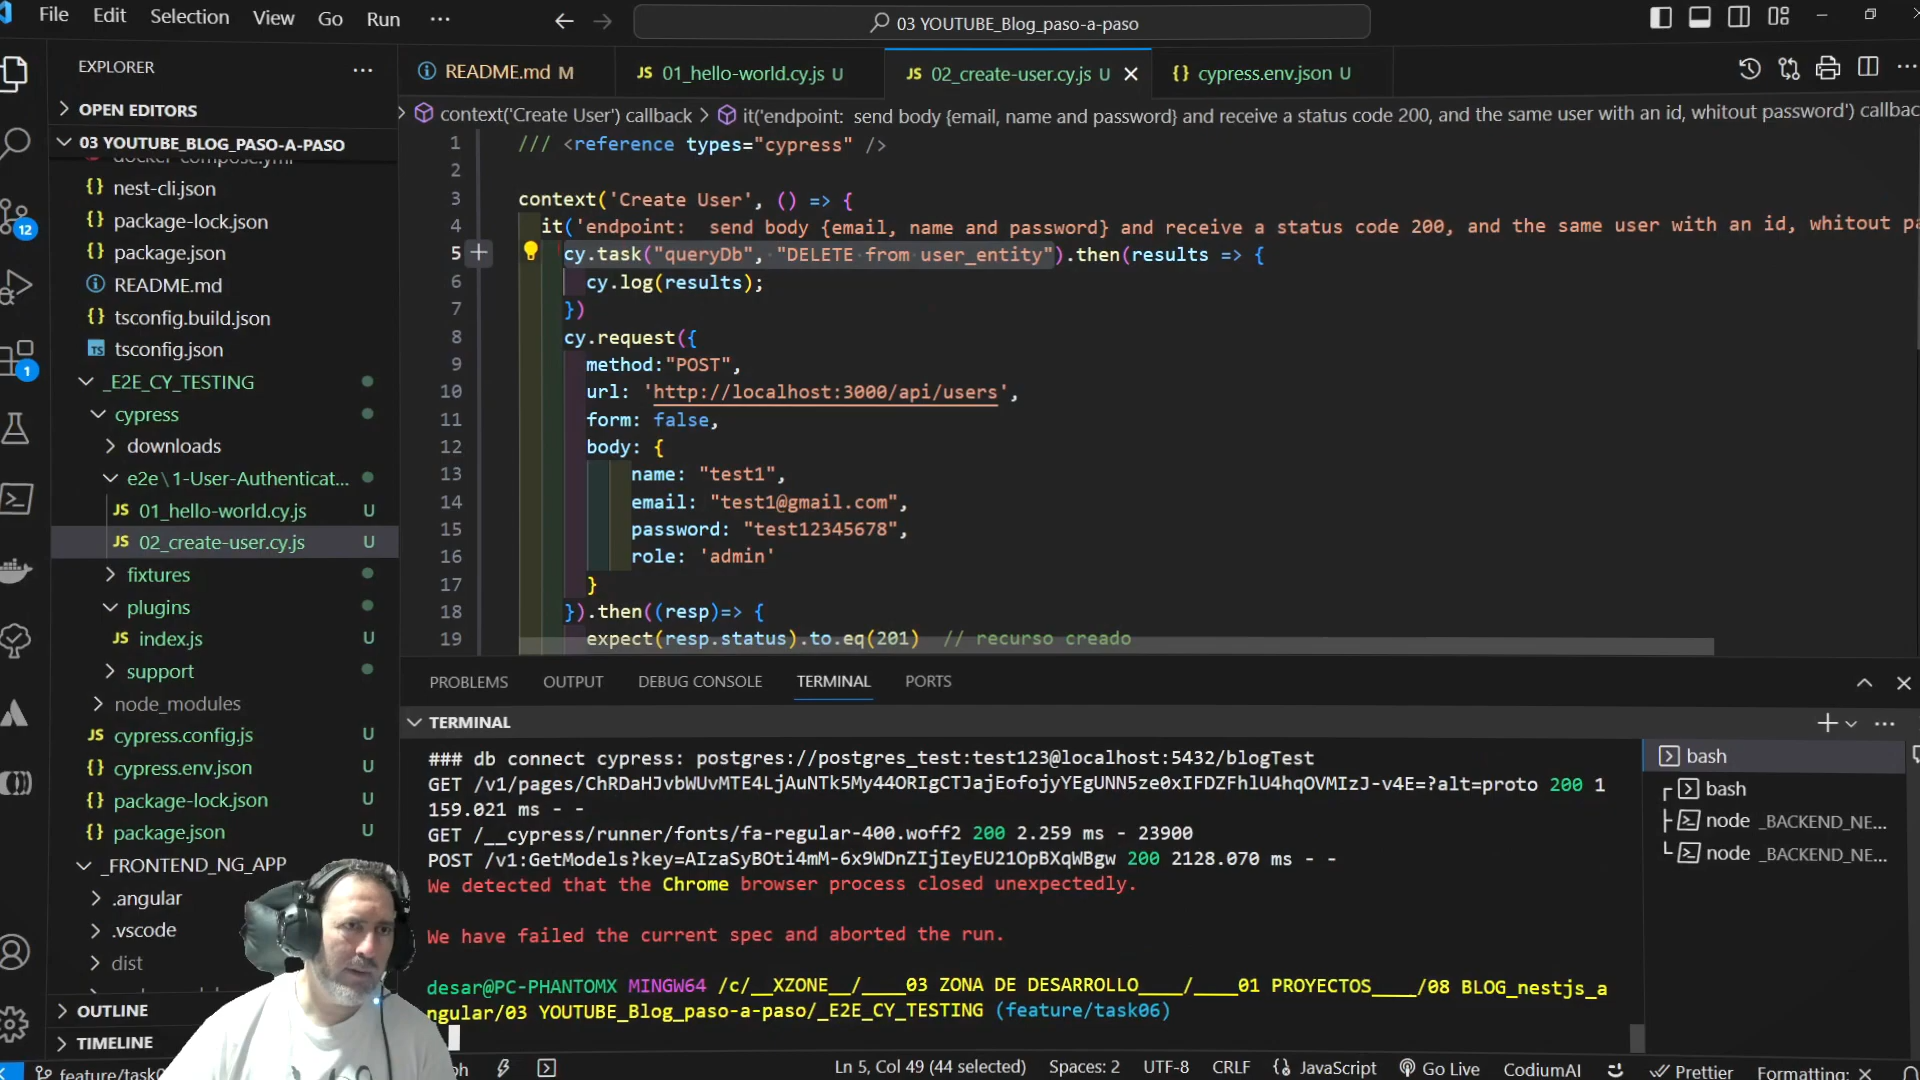 File Edit Selection View Go Run ···
03 YOUTUBE_Blog_paso-a-paso
EXPLORER
README.md M
01_hello-world.cy.js U
02_create-user.cy.js U
cypress.env.json U
OPEN EDITORS
03 YOUTUBE_BLOG_PASO-A-PASO
docker-compose.yml
nest-cli.json
package-lock.json
package.json
README.md
tsconfig.build.json
tsconfig.json
_E2E_CY_TESTING
cypress
downloads
e2e\1-User-Authenticat...
01_hello-world.cy.js U
02_create-user.cy.js U
fixtures
plugins
index.js U
support
node_modules
cypress.config.js U
cypress.env.json U
package-lock.json U
package.json U
_FRONTEND_NG_APP
.angular
.vscode
dist
OUTLINE
TIMELINE
12
1
context('Create User') callback > it('endpoint: send body {email, name and password} and receive a status code 200, and the same user with an id, whitout password') callbac
1 /// <reference types="cypress" />
2
3 context('Create User', () => {
4 it('endpoint: send body {email, name and password} and receive a status code 200, and the same user with an id, whitout pa
5 cy.task("queryDb", "DELETE from user_entity").then(results => {
6 cy.log(results);
7 })
8 cy.request({
9 method:"POST",
10 url: 'http://localhost:3000/api/users',
11 form: false,
12 body: {
13 name: "test1",
14 email: "test1@gmail.com",
15 password: "test12345678",
16 role: 'admin'
17 }
18 }).then((resp)=> {
19 expect(resp.status).to.eq(201) // recurso creado
PROBLEMS OUTPUT DEBUG CONSOLE TERMINAL PORTS
TERMINAL
### db connect cypress: postgres://postgres_test:test123@localhost:5432/blogTest
GET /v1/pages/ChRDaHJvbWUvMTE4LjAuNTk5My44ORIgCTJajEofojyYEgUNN5ze0xIFDZFhlU4hqOVMIzJ-v4E=?alt=proto 200 1
159.021 ms - -
GET /__cypress/runner/fonts/fa-regular-400.woff2 200 2.259 ms - 23900
POST /v1:GetModels?key=AIzaSyBOti4mM-6x9WDnZIjIeyEU21OpBXqWBgw 200 2128.070 ms - -
We detected that the Chrome browser process closed unexpectedly.
We have failed the current spec and aborted the run.
desar@PC-PHANTOMX MINGW64 /c/__XZONE__/____03 ZONA DE DESARROLLO____/____01 PROYECTOS____/08 BLOG_nestjs_a
ngular/03 YOUTUBE_Blog_paso-a-paso/_E2E_CY_TESTING (feature/task06)
bash
bash
node _BACKEND_NE...
node _BACKEND_NE...
Ln 5, Col 49 (44 selected) Spaces: 2 UTF-8 CRLF {} JavaScript Go Live CodiumAI Prettier Formatting: ×